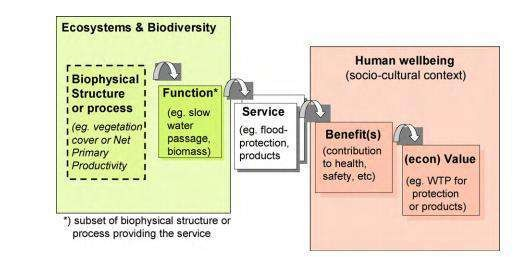 Ecosystems & Biodiversity
Biophysical
Structure
or process
(eg. vegetation
cover or Net
Primary
Productivity)
Function*
(eg. slow
water
passage,
biomass)
Service
(eg. flood-
protection,
products
Human wellbeing
(socio-cultural context)
Benefit(s)
(contribution
to health,
safety, etc)
(econ) Value
(eg. WTP for
protection
or products)
*) subset of biophysical structure or
process providing the service